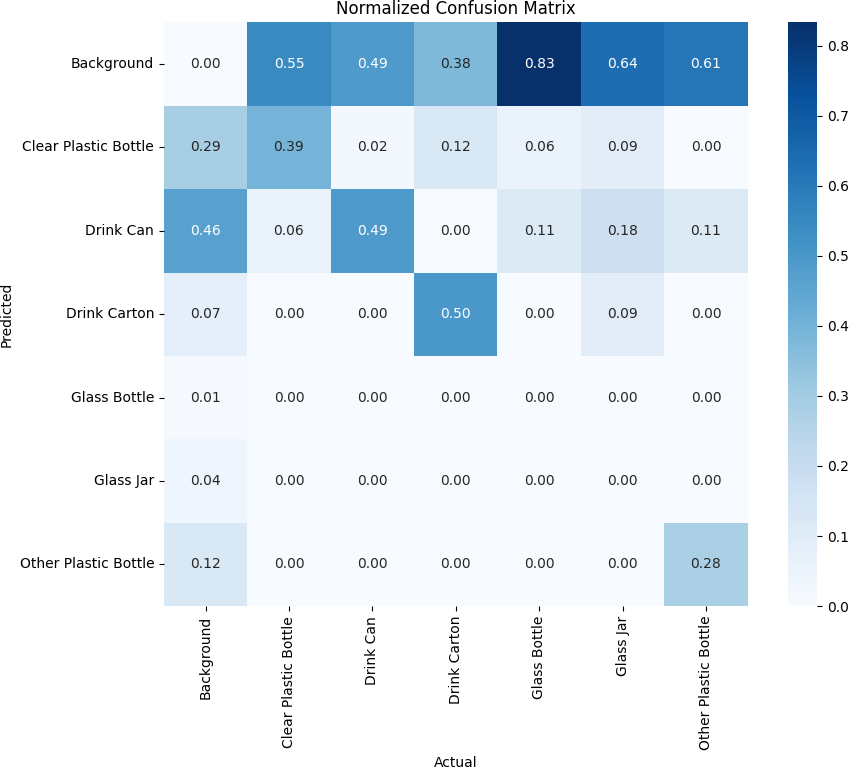 Normalized Confusion Matrix
Background 0.00 0.55 0.49 0.38 0.83 0.64 0.61
Clear Plastic Bottle 0.29 0.39 0.02 0.12 0.06 0.09 0.00
Drink Can 0.46 0.06 0.49 0.00 0.11 0.18 0.11
Drink Carton 0.07 0.00 0.00 0.50 0.00 0.09 0.00
Glass Bottle 0.01 0.00 0.00 0.00 0.00 0.00 0.00
Glass Jar 0.04 0.00 0.00 0.00 0.00 0.00 0.00
Other Plastic Bottle 0.12 0.00 0.00 0.00 0.00 0.00 0.28
Predicted
Background
Clear Plastic Bottle
Drink Can
Drink Carton
Glass Bottle
Glass Jar
Other Plastic Bottle
Actual
0.8
0.7
0.6
0.5
0.4
0.3
0.2
0.1
0.0